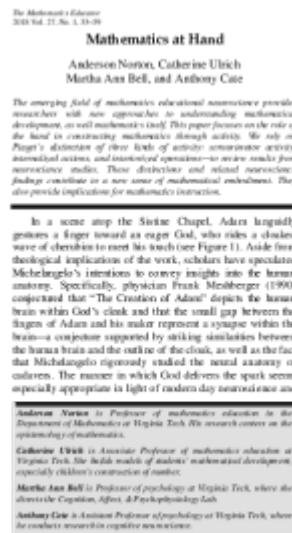 The Mathematics Educator
2018 Vol. 27, No. 1, 33–59
Mathematics at Hand
Anderson Norton, Catherine Ulrich
Martha Ann Bell, and Anthony Cate
The emerging field of mathematics educational neuroscience provide
researchers with new approaches to understanding mathematica
development, as well mathematics itself. This paper focuses on the role o
the hand in constructing mathematics through activity. We rely o
Piaget's distinction of three kinds of activity: sensorimotor activity
internalized actions, and interiorized operations—to review results from
neuroscience studies. These distinctions and related neuroscience
findings contribute to a new sense of mathematical embodiment. The
also provide implications for mathematics instruction.
In a scene atop the Sistine Chapel, Adam languidl
gestures a finger toward an eager God, who rides a cloaked
wave of cherubim to meet his touch (see Figure 1). Aside from
theological implications of the work, scholars have speculated
Michelangelo's intentions to convey insights into the human
anatomy. Specifically, physician Frank Meshberger (1990)
conjectured that “The Creation of Adam” depicts the human
brain within God's cloak and that the small gap between the
fingers of Adam and his maker represent a synapse within the
brain—a conjecture supported by striking similarities between
the human brain and the outline of the cloak, as well as the fact
that Michelangelo rigorously studied the neural anatomy o
cadavers. The manner in which God delivers the spark seem
especially appropriate in light of modern day neuroscience and
Anderson Norton is Professor of mathematics education in the
Department of Mathematics at Virginia Tech. His research centers on the
epistemology of mathematics.
Catherine Ulrich is Associate Professor of mathematics education at
Virginia Tech. She builds models of students' mathematical development,
especially children's construction of number.
Martha Ann Bell is Professor of psychology at Virginia Tech, where she
directs the Cognition, Affect, & Psychophysiology Lab.
Anthony Cate is Assistant Professor of psychology at Virginia Tech, where
he conducts research in cognitive neuroscience.